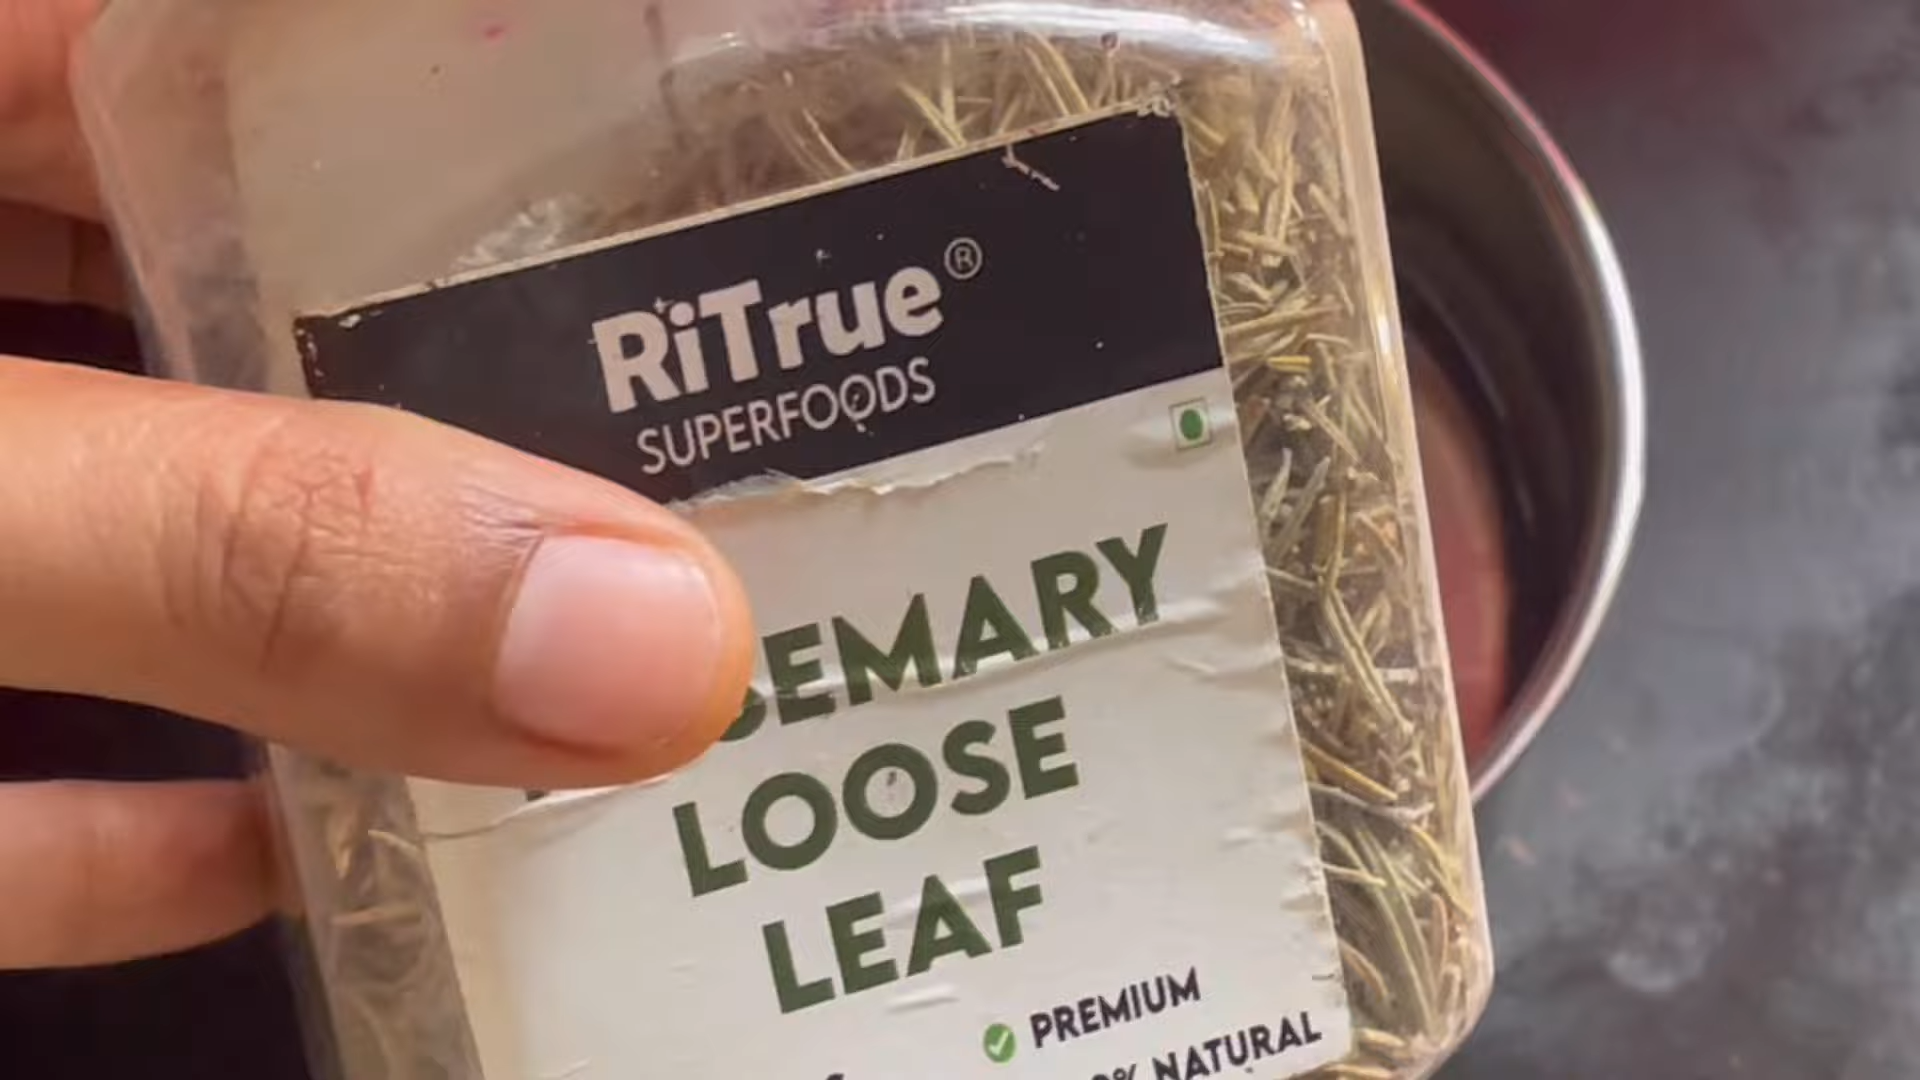 RiTrue®
SUPERFOODS
SEMARY
LOOSE
LEAF
PREMIUM
% NATURAL